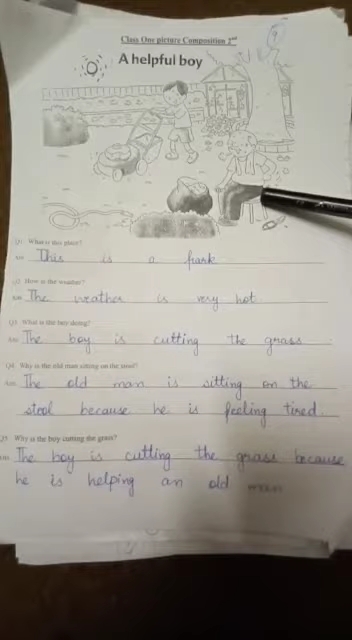 Class One picture Composition 2nd
A helpful boy
Q1. What is this place?
Ans This is a park
Q2. How is the weather?
Ans The weather is very hot
Q3. What is the boy doing?
Ans The boy is cutting the grass
Q4. Why is the old man sitting on the stool?
Ans The old man is sitting on the
stool because he is feeling tired.
Q5. Why is the boy cutting the grass?
Ans The boy is cutting the grass because
he is helping an old